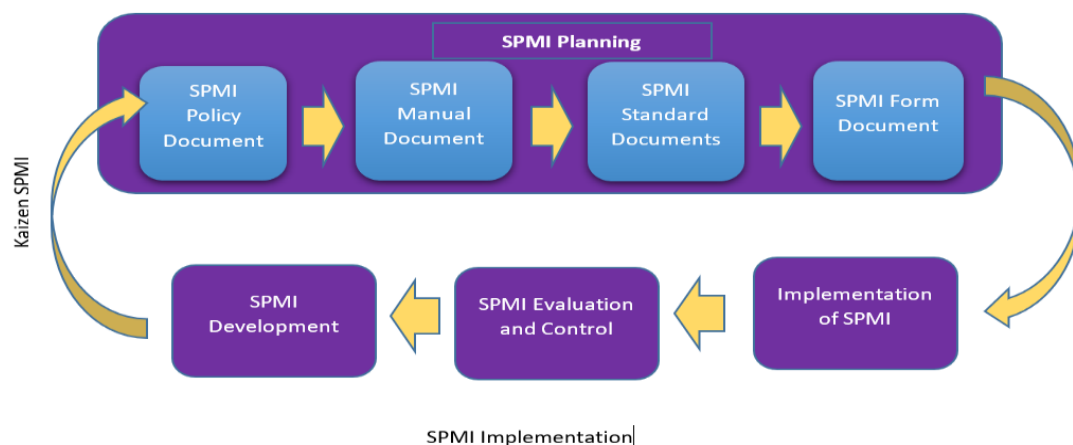 SPMI Planning
SPMI
Policy
Document
SPMI
Manual
Document
SPMI
Standard
Documents
SPMI Form
Document
Kaizen SPMI
SPMI
Development
SPMI Evaluation
and Control
Implementation
of SPMI
SPMI Implementation